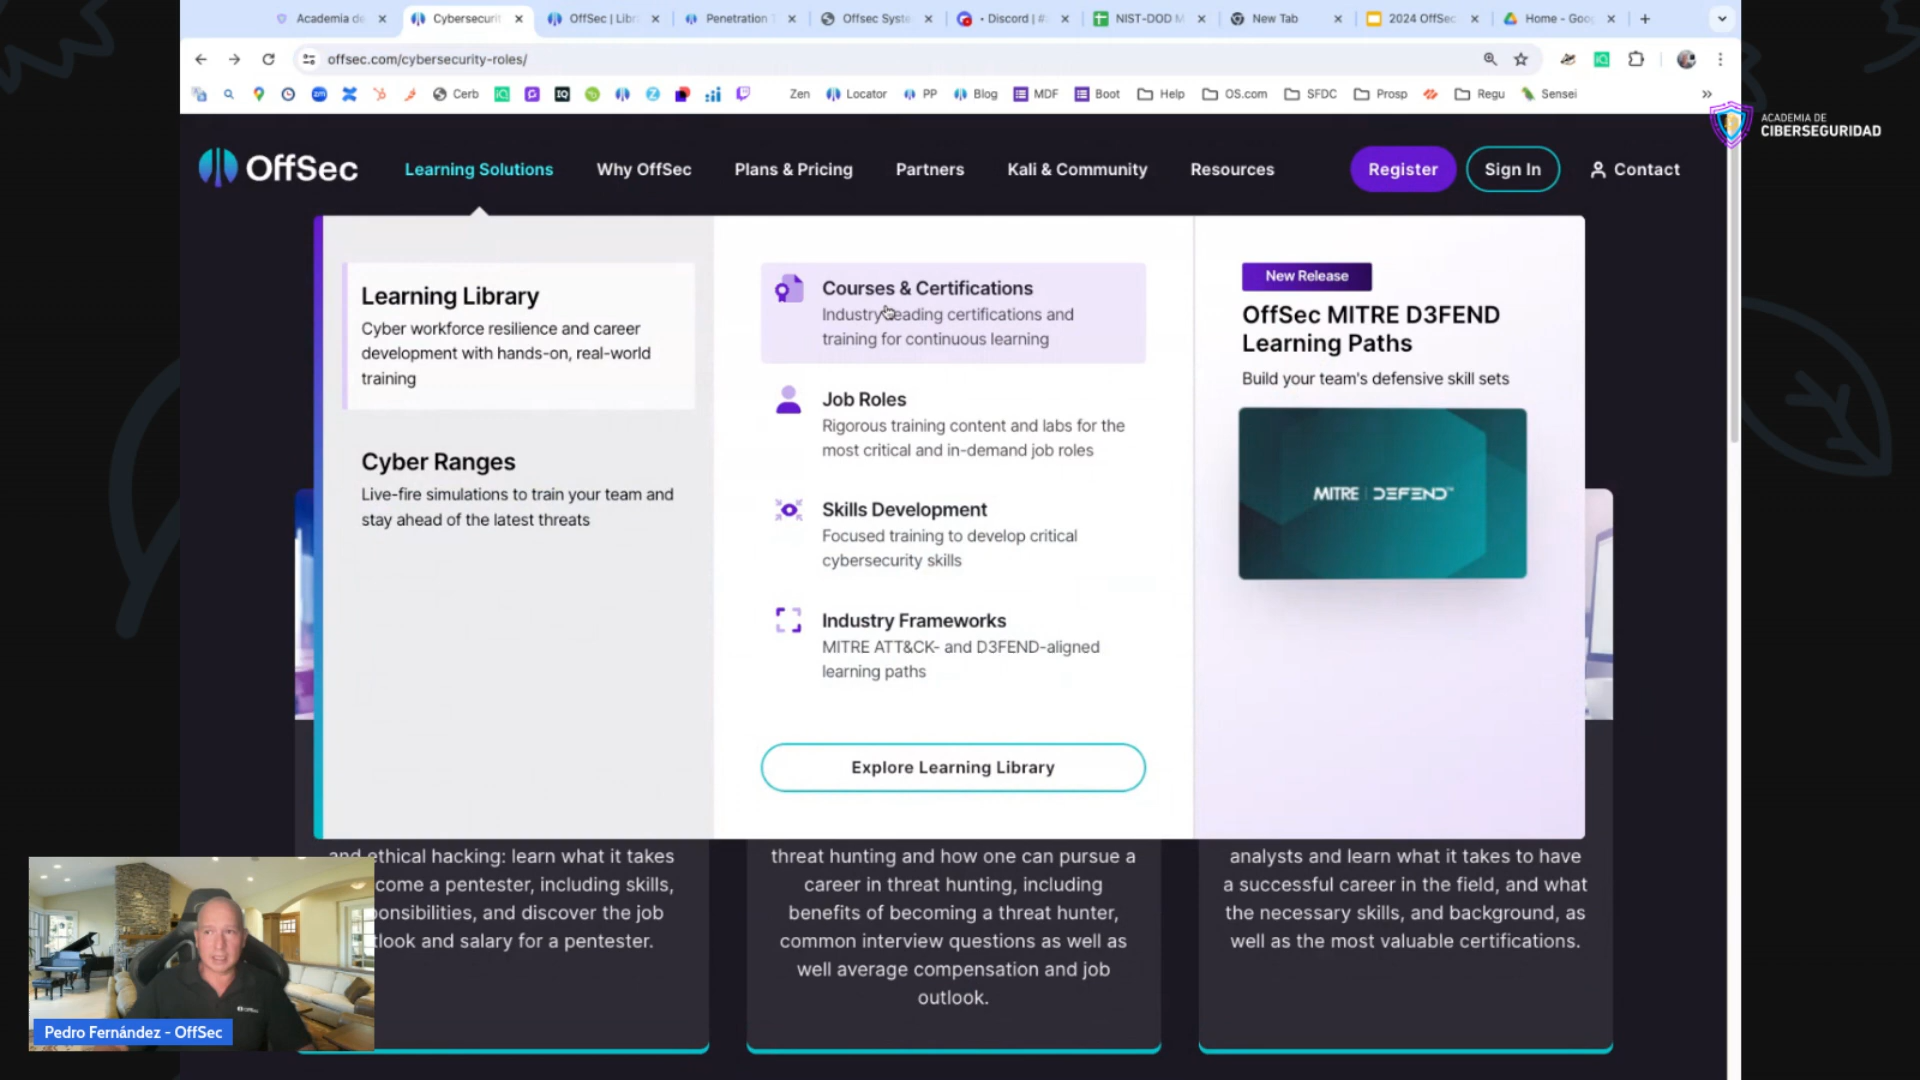 Academia de
Cybersecurit
OffSec | Libr
Penetration T
Offsec Syste
• Discord | #
NIST-DOD M
New Tab
2024 OffSec
Home - Goo
offsec.com/cybersecurity-roles/
Cerb
Zen
Locator
PP
Blog
MDF
Boot
Help
OS.com
SFDC
Prosp
Regu
Sensei
ACADEMIA DE
CIBERSEGURIDAD
OffSec
Learning Solutions
Why OffSec
Plans & Pricing
Partners
Kali & Community
Resources
Register
Sign In
Contact
Learning Library
Cyber workforce resilience and career
development with hands-on, real-world
training
Cyber Ranges
Live-fire simulations to train your team and
stay ahead of the latest threats
Courses & Certifications
Industry-leading certifications and
training for continuous learning
Job Roles
Rigorous training content and labs for the
most critical and in-demand job roles
Skills Development
Focused training to develop critical
cybersecurity skills
Industry Frameworks
MITRE ATT&CK- and D3FEND-aligned
learning paths
Explore Learning Library
New Release
OffSec MITRE D3FEND
Learning Paths
Build your team's defensive skill sets
MITRE | D3FEND™
and ethical hacking: learn what it takes
come a pentester, including skills,
ponsibilities, and discover the job
tlook and salary for a pentester.
threat hunting and how one can pursue a
career in threat hunting, including
benefits of becoming a threat hunter,
common interview questions as well as
well average compensation and job
outlook.
analysts and learn what it takes to have
a successful career in the field, and what
the necessary skills, and background, as
well as the most valuable certifications.
Pedro Fernández - OffSec